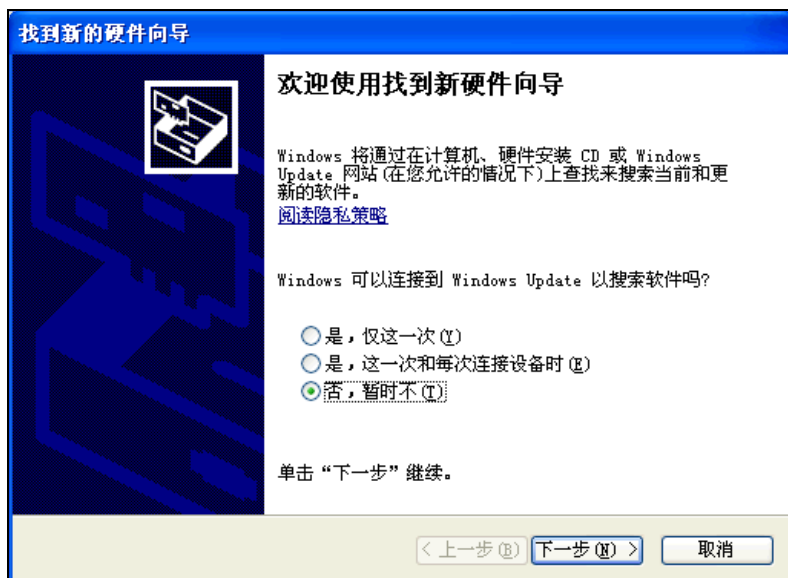 找到新的硬件向导
欢迎使用找到新硬件向导
Windows 将通过在计算机、硬件安装 CD 或 Windows
Update 网站(在您允许的情况下)上查找来搜索当前和更
新的软件。
阅读隐私策略
Windows 可以连接到 Windows Update 以搜索软件吗?
是，仅这一次(Y)
是，这一次和每次连接设备时(E)
否，暂时不(T)
单击“下一步”继续。
< 上一步(B) 下一步(N) > 取消